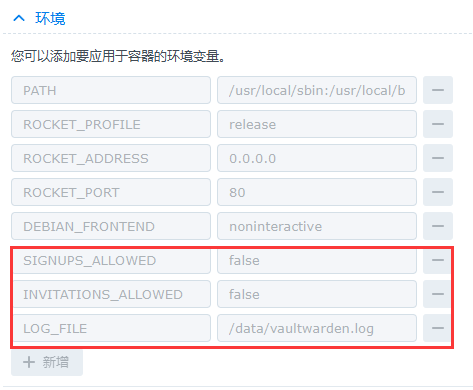 环境
您可以添加要应用于容器的环境变量。
PATH /usr/local/sbin:/usr/local/b
ROCKET_PROFILE release
ROCKET_ADDRESS 0.0.0.0
ROCKET_PORT 80
DEBIAN_FRONTEND noninteractive
SIGNUPS_ALLOWED false
INVITATIONS_ALLOWED false
LOG_FILE /data/vaultwarden.log
+ 新增